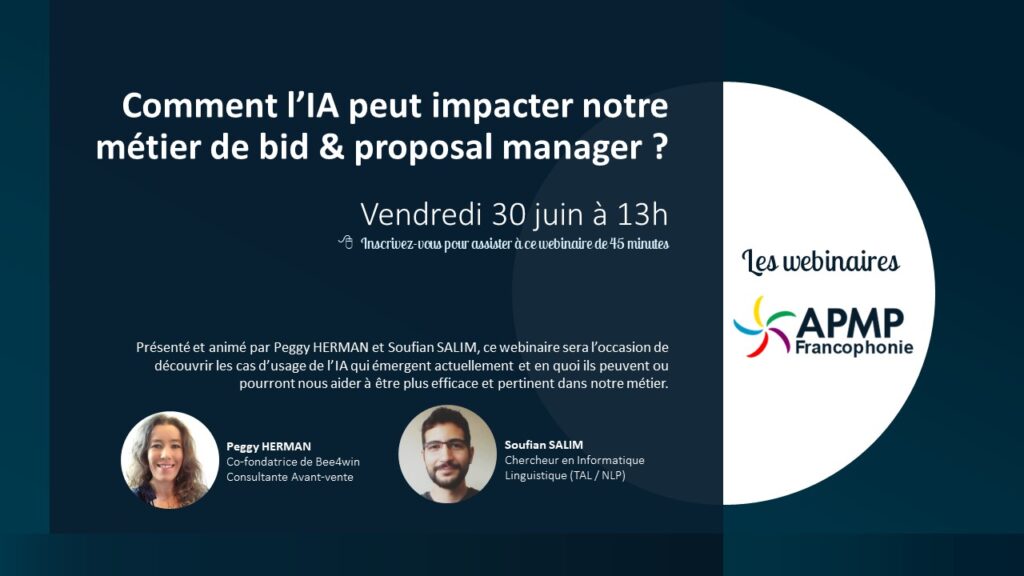 Comment l’IA peut impacter notre
métier de bid & proposal manager ?
Vendredi 30 juin à 13h
Inscrivez-vous pour assister à ce webinaire de 45 minutes
Les webinaires
APMP
Francophonie
Présenté et animé par Peggy HERMAN et Soufian SALIM, ce webinaire sera l’occasion de
découvrir les cas d’usage de l’IA qui émergent actuellement et en quoi ils peuvent ou
pourront nous aider à être plus efficace et pertinent dans notre métier.
Peggy HERMAN
Co-fondatrice de Bee4win
Consultante Avant-vente
Soufian SALIM
Chercheur en Informatique
Linguistique (TAL / NLP)